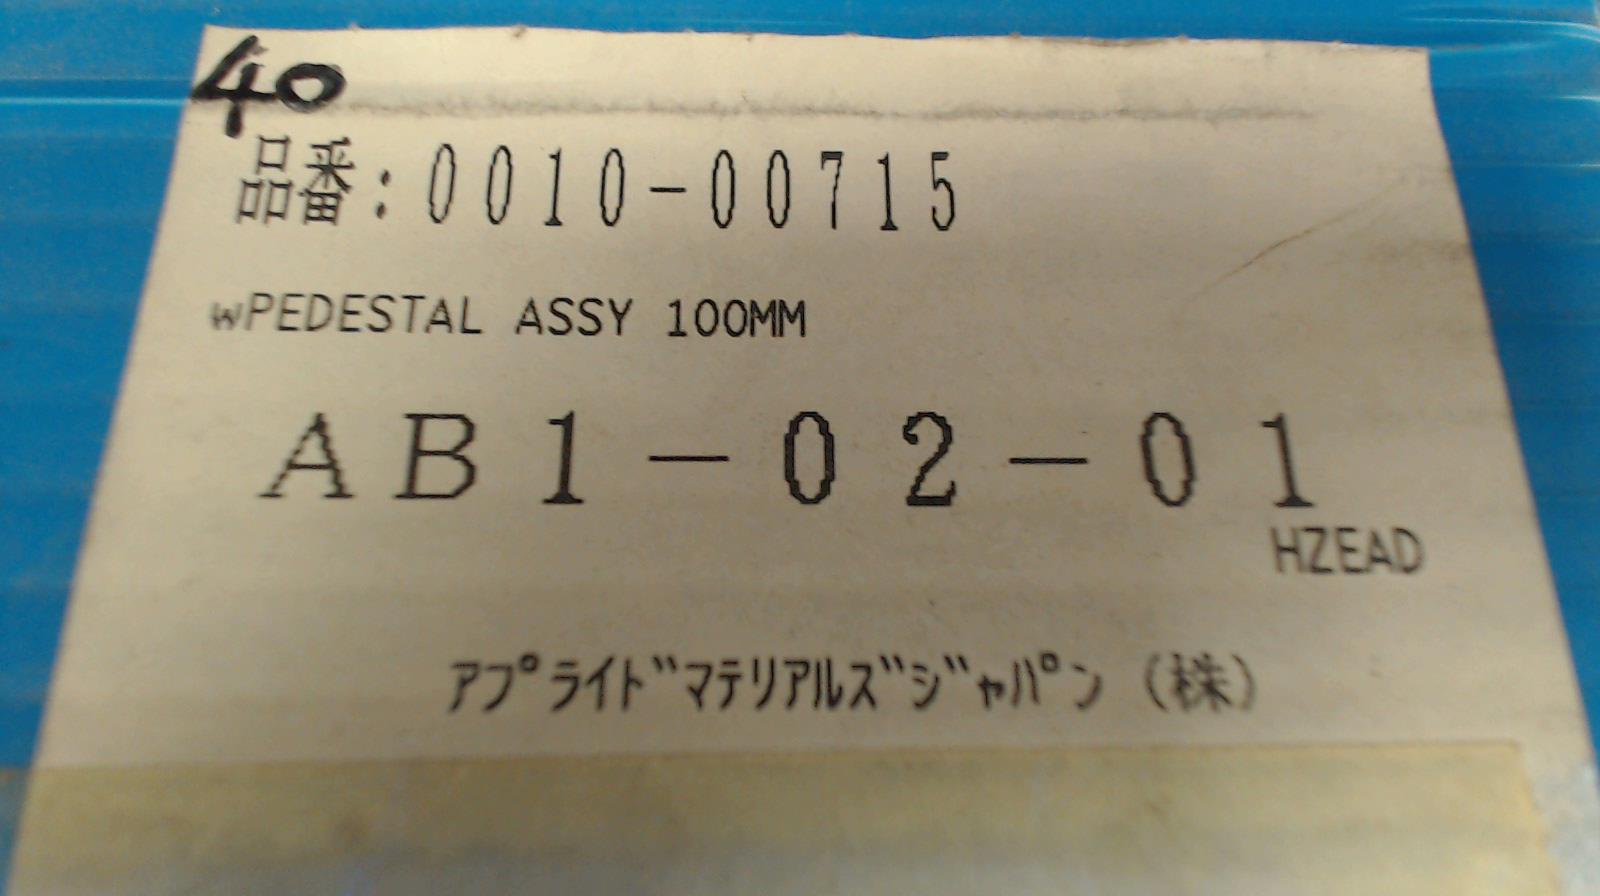 40
品番:0010-00715
wPEDESTAL ASSY 100MM
AB1-02-01
HZEAD
ｱﾌﾟﾗｲﾄﾞﾏﾃﾘｱﾙｽﾞｼﾞｬﾊﾟﾝ (株)